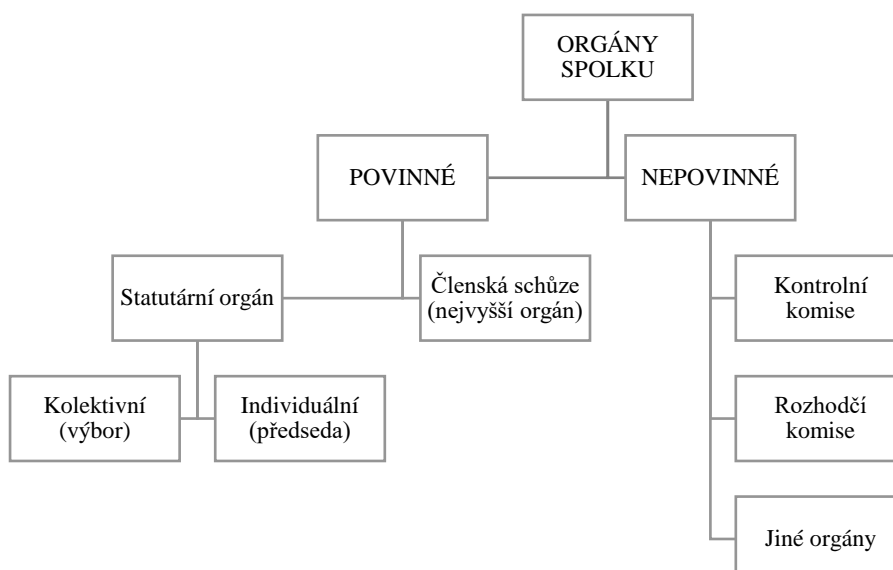 ORGÁNY
SPOLKU
POVINNÉ
NEPOVINNÉ
Statutární orgán
Členská schůze
(nejvyšší orgán)
Kontrolní
komise
Kolektivní
(výbor)
Individuální
(předseda)
Rozhodčí
komise
Jiné orgány